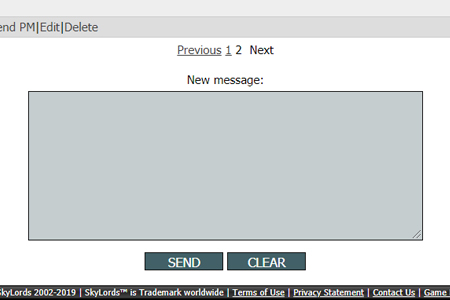 end PM|Edit|Delete
Previous 1 2 Next
New message:
SEND CLEAR
SkyLords 2002-2019 | SkyLords™ is Trademark worldwide | Terms of Use | Privacy Statement | Contact Us | Game